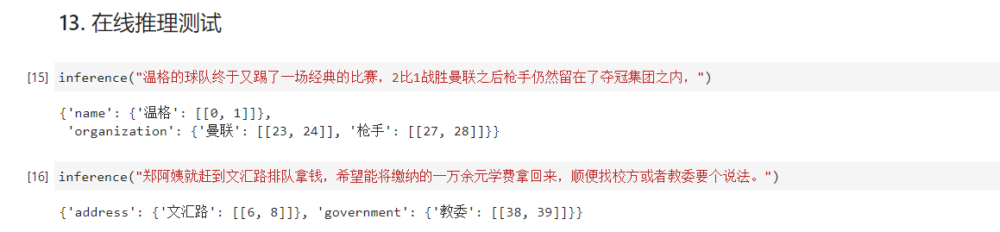 13. 在线推理测试
[15] inference("温格的球队终于又踢了一场经典的比赛，2比1战胜曼联之后枪手仍然留在了夺冠集团之内，")
{'name': {'温格': [[0, 1]]},
 'organization': {'曼联': [[23, 24]], '枪手': [[27, 28]]}}
[16] inference("郑阿姨就赶到文汇路排队拿钱，希望能将缴纳的一万余元学费拿回来，顺便找校方或者教委要个说法。")
{'address': {'文汇路': [[6, 8]]}, 'government': {'教委': [[38, 39]]}}